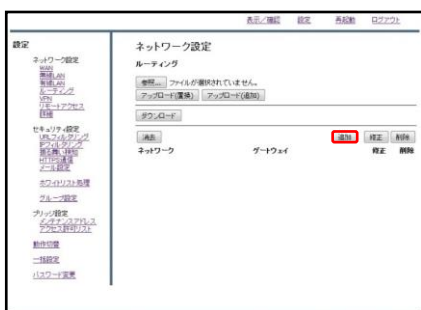 表示／確認 設定 再起動 ログアウト
設定
ネットワーク設定
WAN
無線LAN
有線LAN
ルーティング
VPN
リモートアクセス
詳細
セキュリティ設定
URLフィルタリング
IPフィルタリング
振る舞い検知
HTTPS通信
メール設定
ホワイトリスト処理
グループ設定
ブリッジ設定
メンテナンスアドレス
アクセス許可リスト
動作切替
一括設定
パスワード変更
ネットワーク設定
ルーティング
参照... ファイルが選択されていません。
アップロード(置換) アップロード(追加)
ダウンロード
消去 追加 修正 削除
ネットワーク ゲートウェイ 修正 削除